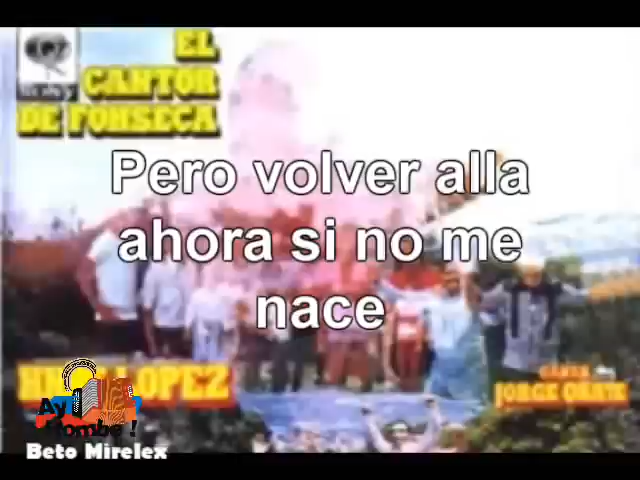 EL
CANTOR
DE FONSECA
Pero volver alla
ahora si no me
nace
LOPEZ
CANTA
JORGE OÑATE
Ay
Hombe !
Beto Mirelex